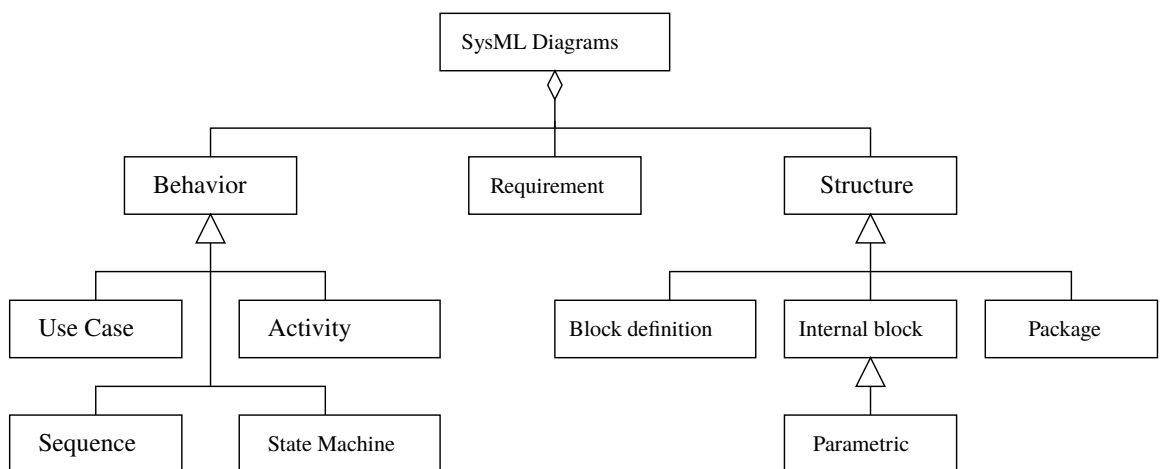 SysML Diagrams
Behavior
Requirement
Structure
Use Case
Activity
Block definition
Internal block
Package
Sequence
State Machine
Parametric